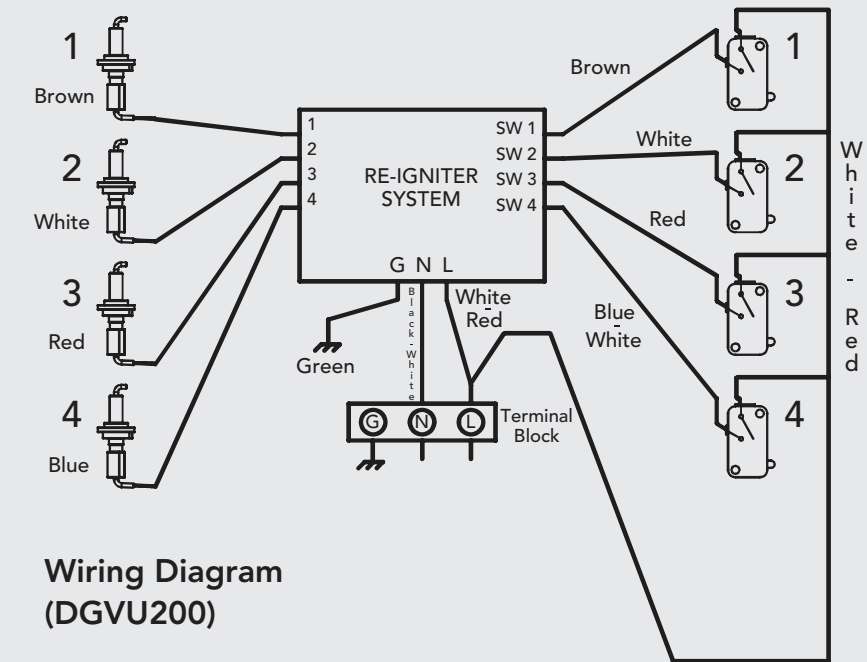 1
Brown
2
White
3
Red
4
Blue
1
2
3
4
RE-IGNITER
SYSTEM
SW 1
SW 2
SW 3
SW 4
G N L
Green
Black-White
White
-
Red
G
N
L
Terminal
Block
Brown
White
Red
Blue
-
White
1
2
3
4
White - Red
Wiring Diagram
(DGVU200)